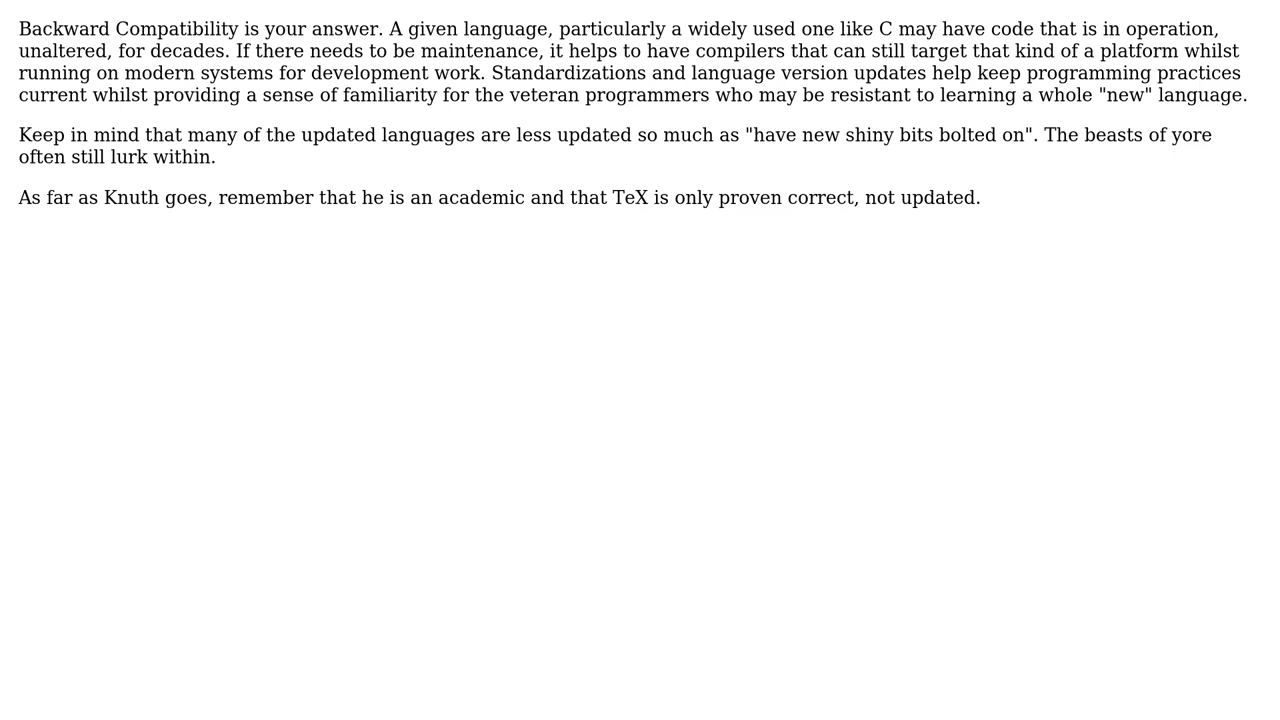 Backward Compatibility is your answer. A given language, particularly a widely used one like C may have code that is in operation,
unaltered, for decades. If there needs to be maintenance, it helps to have compilers that can still target that kind of a platform whilst
running on modern systems for development work. Standardizations and language version updates help keep programming practices
current whilst providing a sense of familiarity for the veteran programmers who may be resistant to learning a whole "new" language.
Keep in mind that many of the updated languages are less updated so much as "have new shiny bits bolted on". The beasts of yore
often still lurk within.
As far as Knuth goes, remember that he is an academic and that TeX is only proven correct, not updated.